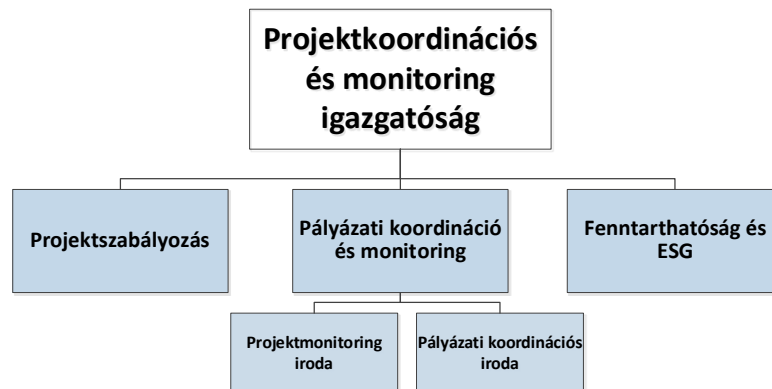 Projektkoordinációs
és monitoring
igazgatóság
Projektszabályozás
Pályázati koordináció
és monitoring
Fenntarthatóság és
ESG
Projektmonitoring
iroda
Pályázati koordinációs
iroda